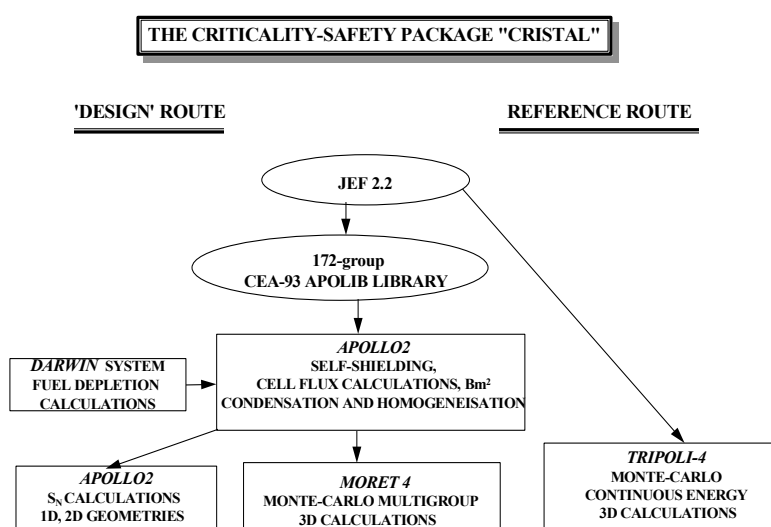 THE CRITICALITY-SAFETY PACKAGE "CRISTAL"
'DESIGN' ROUTE
REFERENCE ROUTE
JEF 2.2
172-group
CEA-93 APOLIB LIBRARY
APOLLO2
SELF-SHIELDING,
CELL FLUX CALCULATIONS, Bm²
CONDENSATION AND HOMOGENEISATION
DARWIN SYSTEM
FUEL DEPLETION
CALCULATIONS
APOLLO2
S_N CALCULATIONS
1D, 2D GEOMETRIES
MORET 4
MONTE-CARLO MULTIGROUP
3D CALCULATIONS
TRIPOLI-4
MONTE-CARLO
CONTINUOUS ENERGY
3D CALCULATIONS